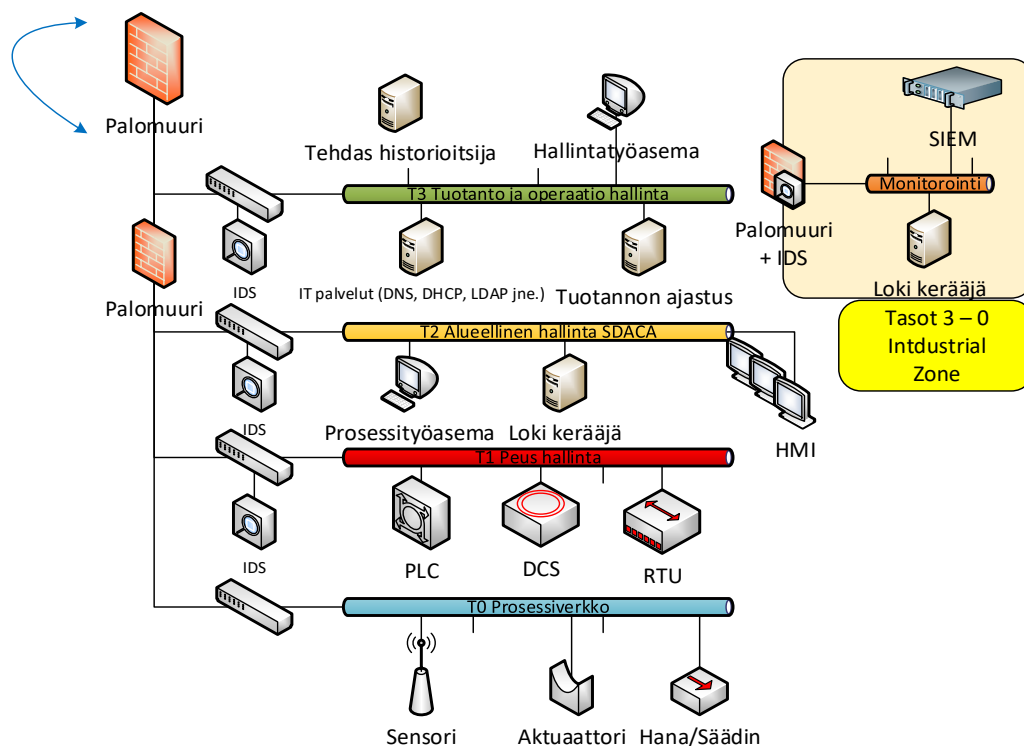 Palomuuri
Tehdas historioitsija
Hallintatyöasema
SIEM
T3 Tuotanto ja operaatio hallinta
Monitorointi
Palomuuri
+ IDS
Loki kerääjä
Palomuuri
IDS
IT palvelut (DNS, DHCP, LDAP jne.)
Tuotannon ajastus
Tasot 3 – 0
Intdustrial
Zone
T2 Alueellinen hallinta SDACA
IDS
Prosessityöasema
Loki kerääjä
HMI
T1 Peus hallinta
IDS
PLC
DCS
RTU
T0 Prosessiverkko
Sensori
Aktuaattori
Hana/Säädin